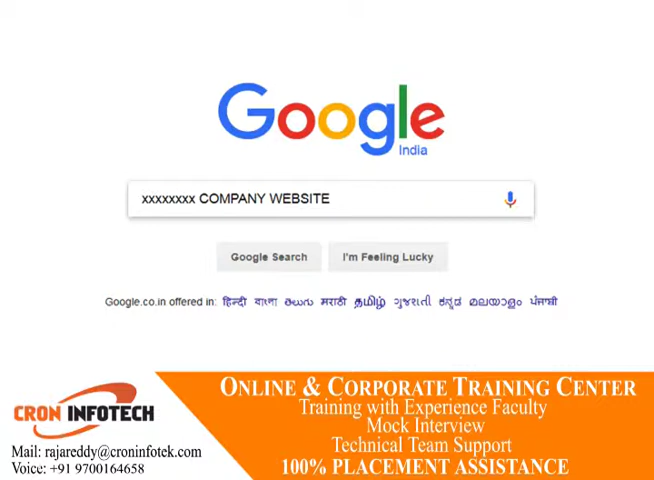 Google
India
xxxxxxxx COMPANY WEBSITE
Google Search I'm Feeling Lucky
Google.co.in offered in: हिन्दी বাংলা తెలుగు मराठी தமிழ் ગુજરાતી ಕನ್ನಡ മലയാളം ਪੰਜਾਬੀ
CRON INFOTECH
Mail: rajareddy@croninfotek.com
Voice: +91 9700164658
ONLINE & CORPORATE TRAINING CENTER
Training with Experience Faculty
Mock Interview
Technical Team Support
100% PLACEMENT ASSISTANCE